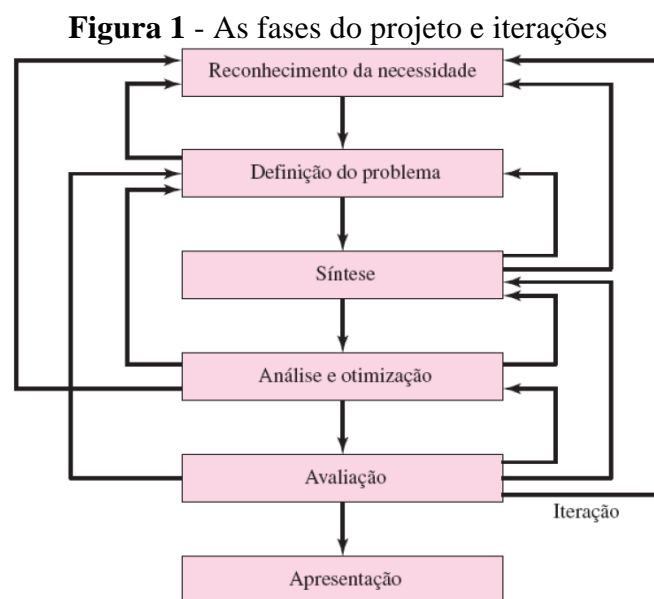 Figura 1 - As fases do projeto e iterações
Reconhecimento da necessidade
Definição do problema
Síntese
Análise e otimização
Avaliação
Iteração
Apresentação